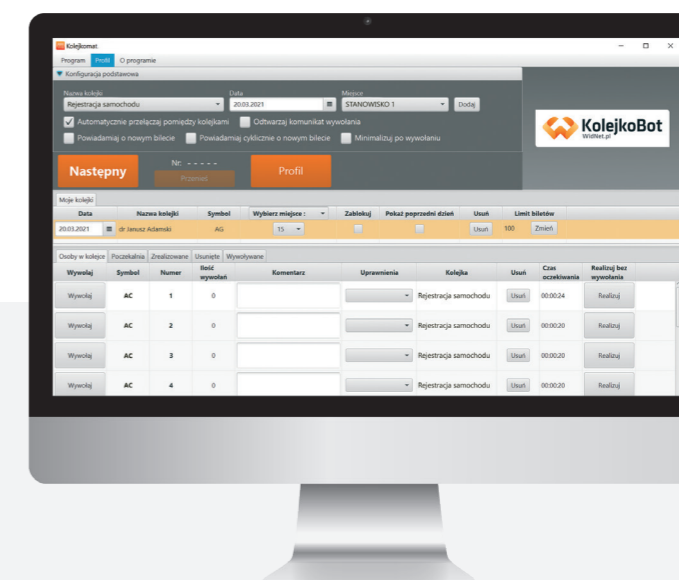 Kolejkomat
Program Profil O programie
Konfiguracja podstawowa
Nazwa kolejki Data Miejsce
Rejestracja samochodu 20.03.2021 STANOWISKO 1 Dodaj
Automatycznie przełączaj pomiędzy kolejkami Odtwarzaj komunikat wywołania
Powiadamiaj o nowym bilecie Powiadamiaj cyklicznie o nowym bilecie Minimalizuj po wywołaniu
KolejkoBot
WidNet.pl
Następny Nr: - - - - - Przenieś Profil
Moje kolejki
Data Nazwa kolejki Symbol Wybierz miejsce : Zablokuj Pokaż poprzedni dzień Usuń Limit biletów
20.03.2021 dr Janusz Adamski AG 15 Usuń 100 Zmień
Osoby w kolejce Poczekalnia Zrealizowane Usunięte Wywoływane
Wywołaj Symbol Numer Ilość wywołań Komentarz Uprawnienia Kolejka Usuń Czas oczekiwania Realizuj bez wywołania
Wywołaj AC 1 0 Rejestracja samochodu Usuń 00:00:24 Realizuj
Wywołaj AC 2 0 Rejestracja samochodu Usuń 00:00:20 Realizuj
Wywołaj AC 3 0 Rejestracja samochodu Usuń 00:00:20 Realizuj
Wywołaj AC 4 0 Rejestracja samochodu Usuń 00:00:20 Realizuj